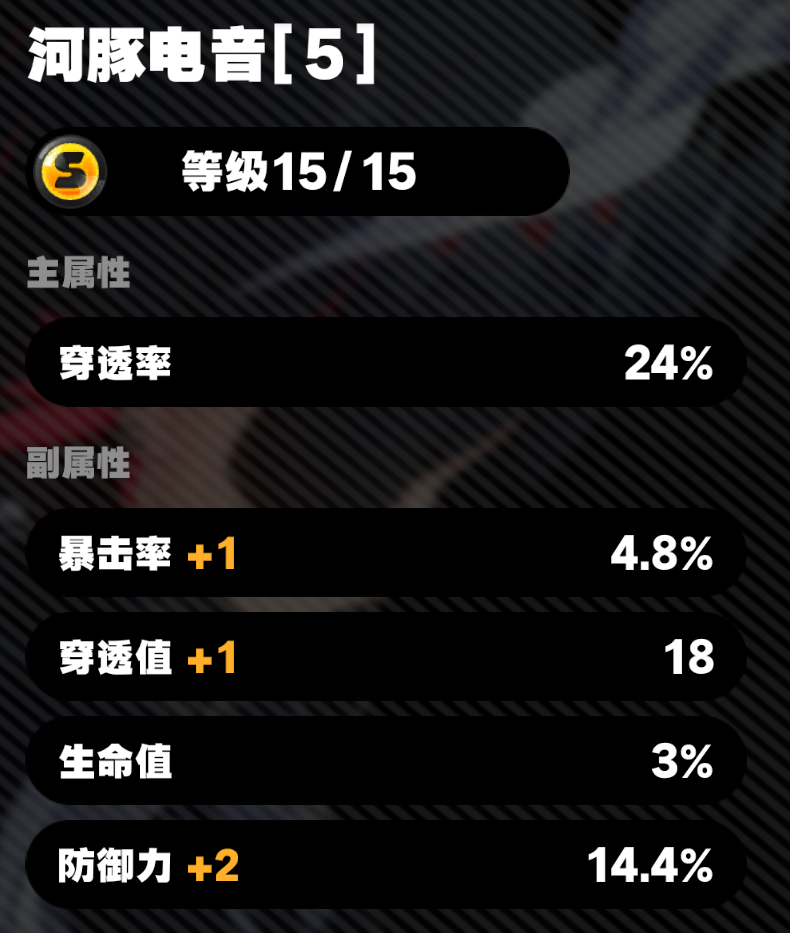 河豚电音[5]
S 等级15/15
主属性
穿透率 24%
副属性
暴击率 +1 4.8%
穿透值 +1 18
生命值 3%
防御力 +2 14.4%